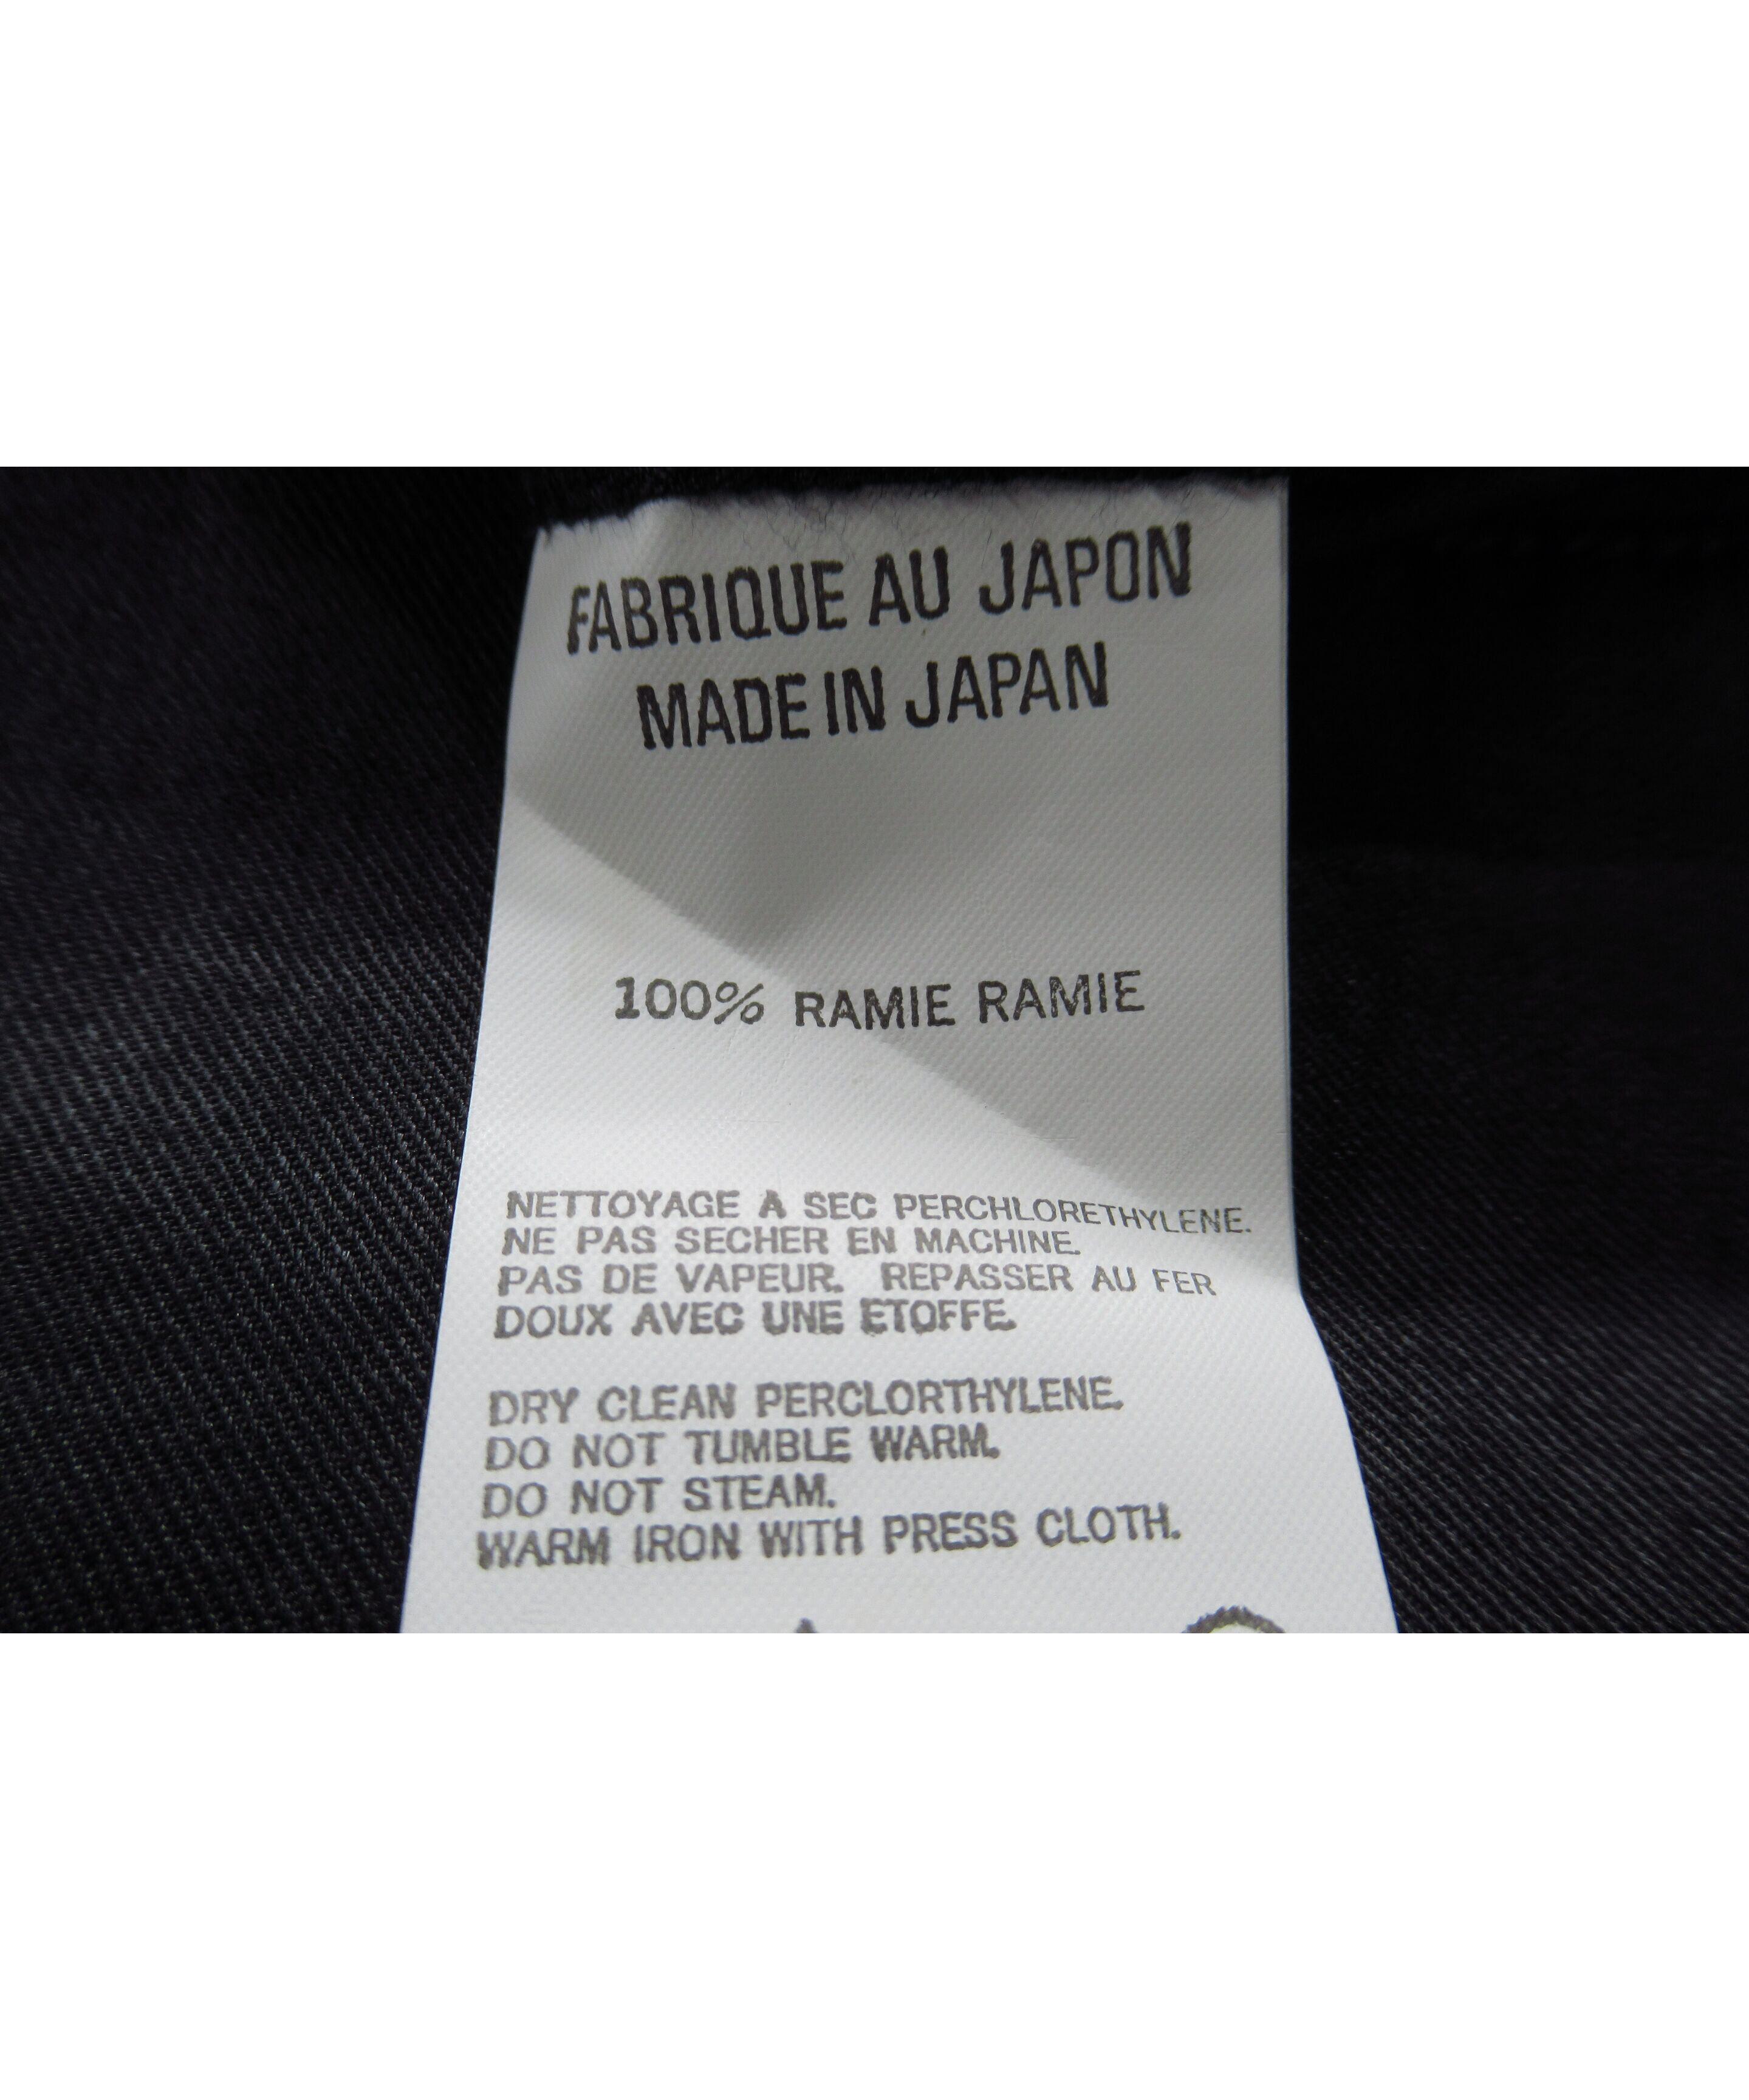 FABRIQUE AU JAPON
MADE IN JAPAN
100% RAMIE RAMIE
NETTOYAGE A SEC PERCHLORETHYLENE.
NE PAS SECHER EN MACHINE.
PAS DE VAPEUR. REPASSER AU FER
DOUX AVEC UNE ETOFFE.
DRY CLEAN PERCLORTHYLENE.
DO NOT TUMBLE WARM.
DO NOT STEAM.
WARM IRON WITH PRESS CLOTH.